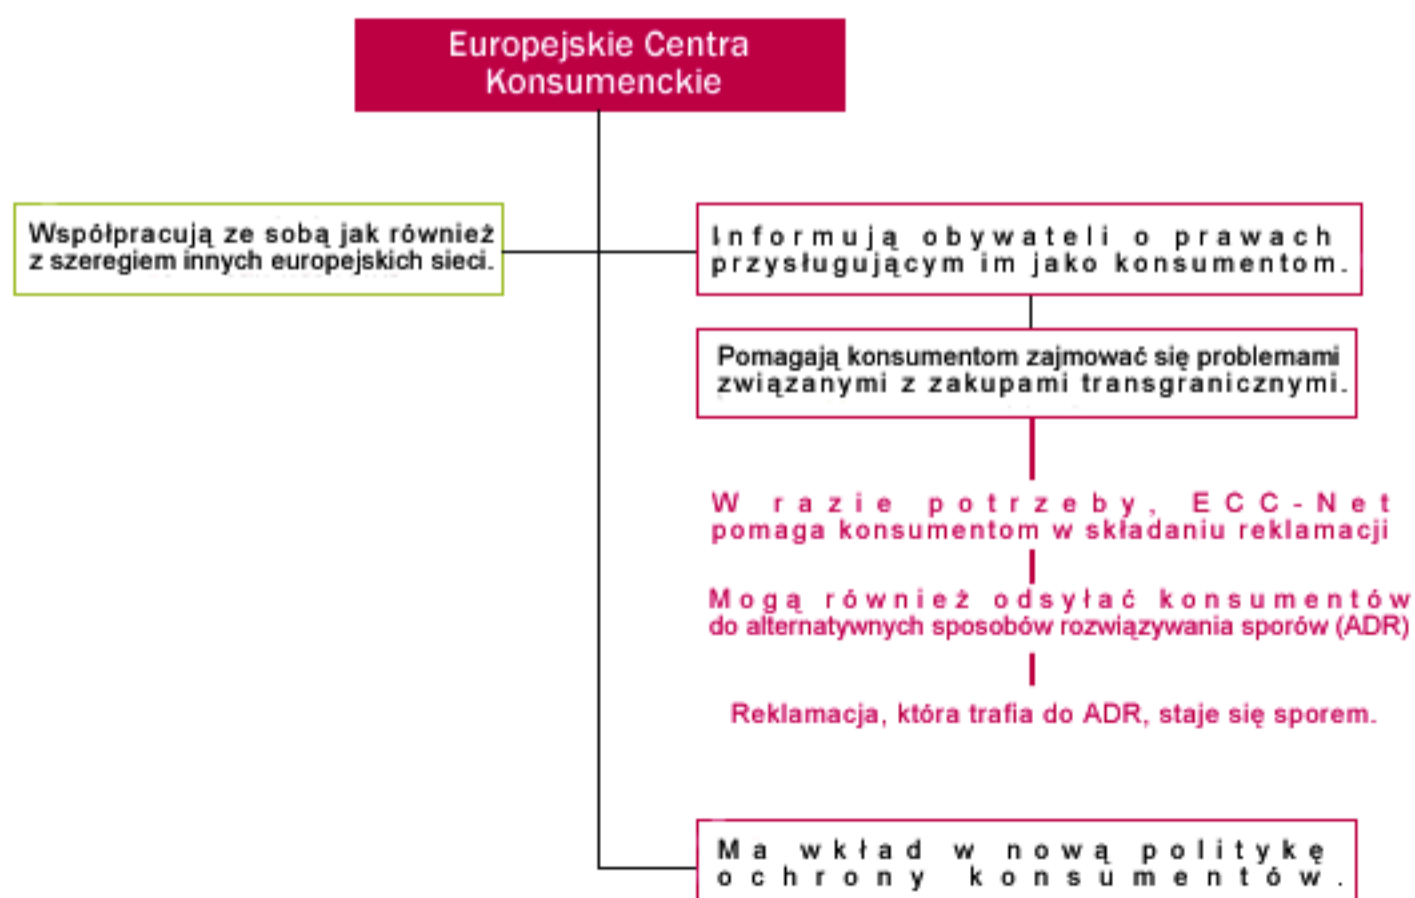 Europejskie Centra
Konsumenckie
Współpracują ze sobą jak również
z szeregiem innych europejskich sieci.
Informują obywateli o prawach
przysługującym im jako konsumentom.
Pomagają konsumentom zajmować się problemami
związanymi z zakupami transgranicznymi.
W razie potrzeby, ECC-Net
pomaga konsumentom w składaniu reklamacji
Mogą również odsyłać konsumentów
do alternatywnych sposobów rozwiązywania sporów (ADR)
Reklamacja, która trafia do ADR, staje się sporem.
Ma wkład w nową politykę
ochrony konsumentów.